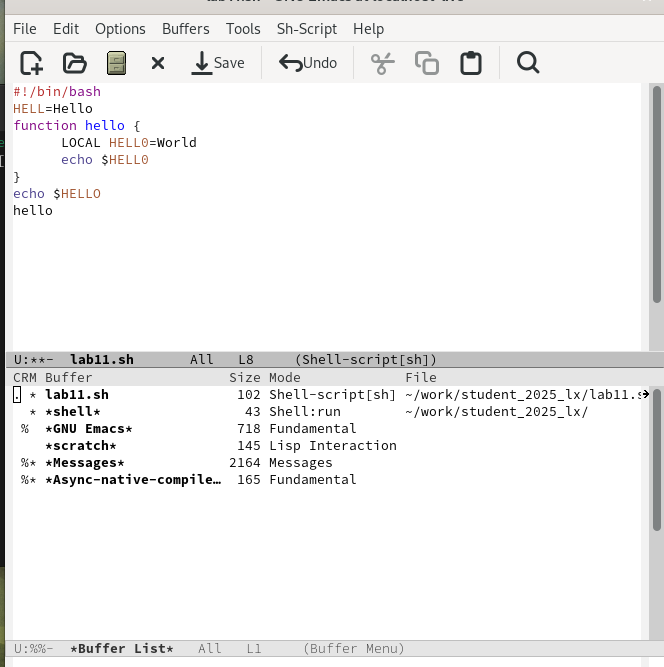 File Edit Options Buffers Tools Sh-Script Help
Save Undo
#!/bin/bash
HELL=Hello
function hello {
      LOCAL HELL0=World
      echo $HELL0
}
echo $HELLO
hello
U:**-  lab11.sh       All   L8     (Shell-script[sh])
CRM Buffer                 Size Mode             File
. * lab11.sh                102 Shell-script[sh] ~/work/student_2025_lx/lab11.s
  * *shell*                  43 Shell:run        ~/work/student_2025_lx/
 %  *GNU Emacs*             718 Fundamental
    *scratch*               145 Lisp Interaction
 %* *Messages*             2164 Messages
 %* *Async-native-compile…  165 Fundamental
U:%%-  *Buffer List*   All   L1     (Buffer Menu)